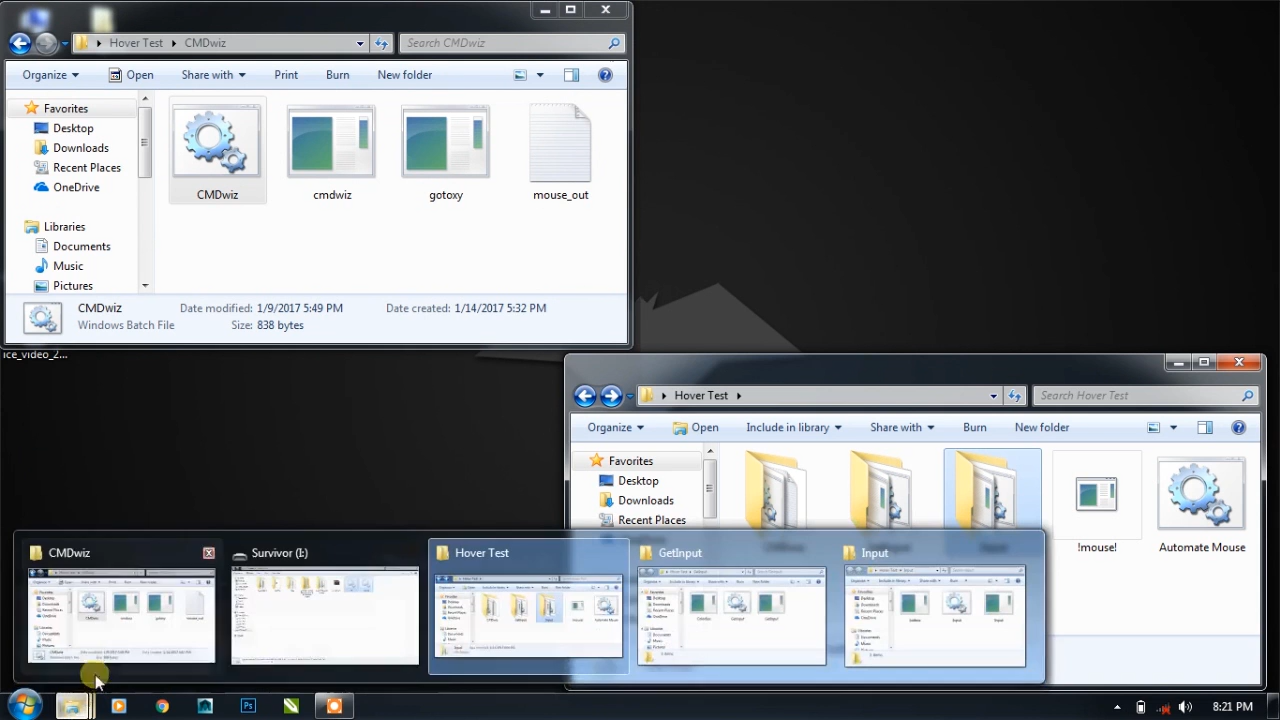 Hover Test
CMDwiz
Search CMDwiz
Organize
Open
Share with
Print
Burn
New folder
Favorites
Desktop
Downloads
Recent Places
OneDrive
Libraries
Documents
Music
Pictures
CMDwiz
cmdwiz
gotoxy
mouse_out
CMDwiz
Date modified: 1/9/2017 5:49 PM
Date created: 1/14/2017 5:32 PM
Windows Batch File
Size: 838 bytes
ice_video_2...
Hover Test
Search Hover Test
Organize
Open
Include in library
Share with
Burn
New folder
Favorites
Desktop
Downloads
Recent Places
!mouse!
Automate Mouse
CMDwiz
Survivor (I:)
Hover Test
GetInput
Input
Ps
8:21 PM